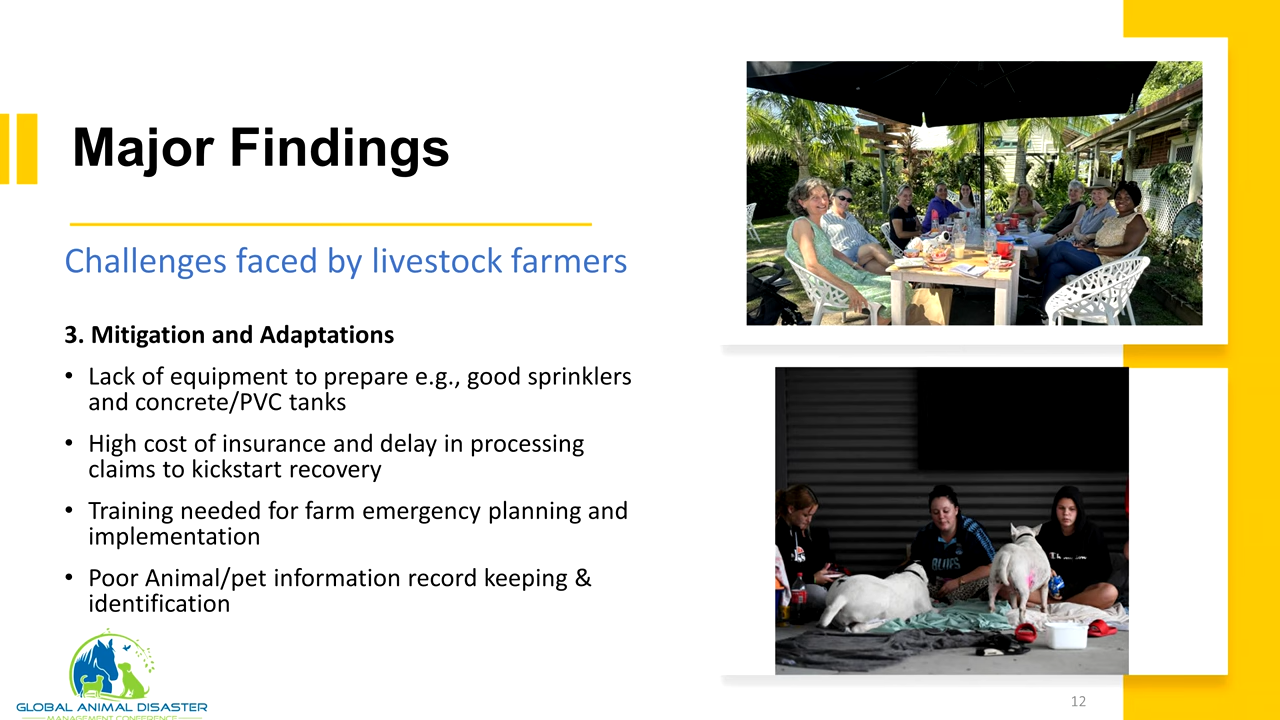 Major Findings
Challenges faced by livestock farmers
3. Mitigation and Adaptations
• Lack of equipment to prepare e.g., good sprinklers
and concrete/PVC tanks
• High cost of insurance and delay in processing
claims to kickstart recovery
• Training needed for farm emergency planning and
implementation
• Poor Animal/pet information record keeping &
identification
BLUES
GLOBAL ANIMAL DISASTER
MANAGEMENT CONFERENCE
12